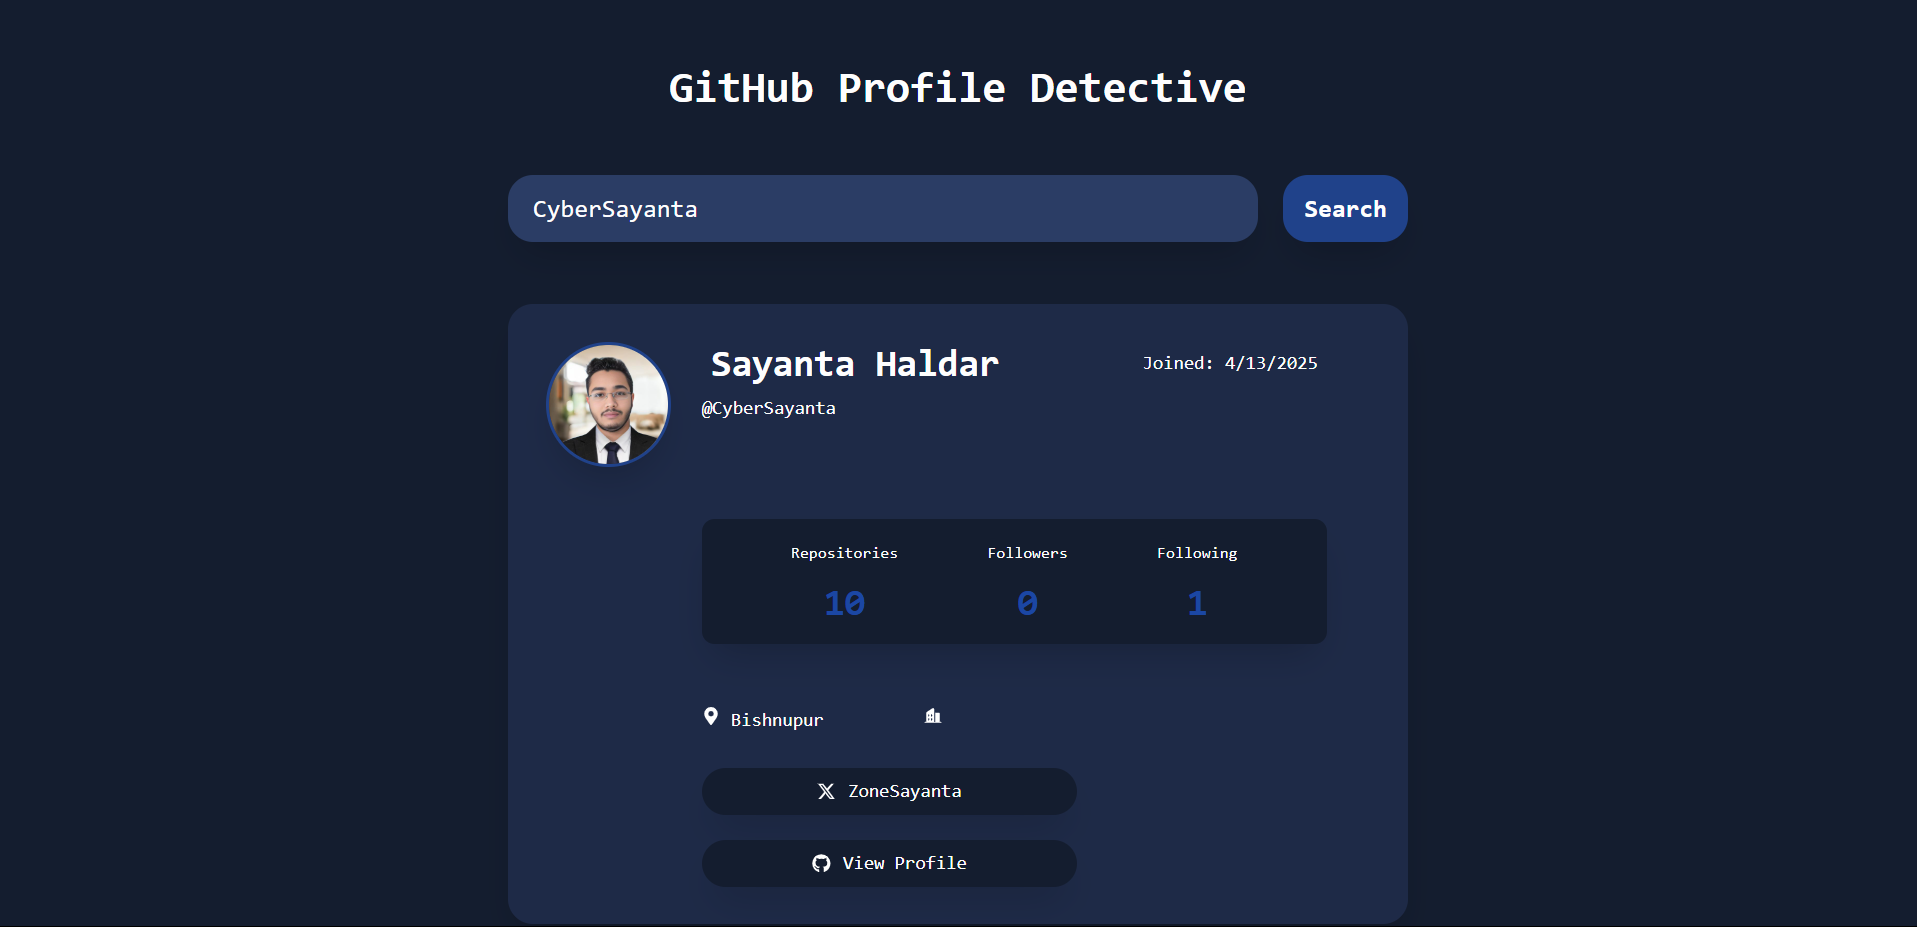 GitHub Profile Detective
CyberSayanta
Search
Sayanta Haldar
Joined: 4/13/2025
@CyberSayanta
Repositories Followers Following
10 0 1
Bishnupur
ZoneSayanta
View Profile